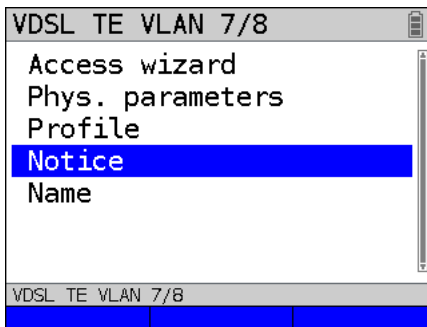 VDSL TE VLAN 7/8
Access wizard
Phys. parameters
Profile
Notice
Name
VDSL TE VLAN 7/8